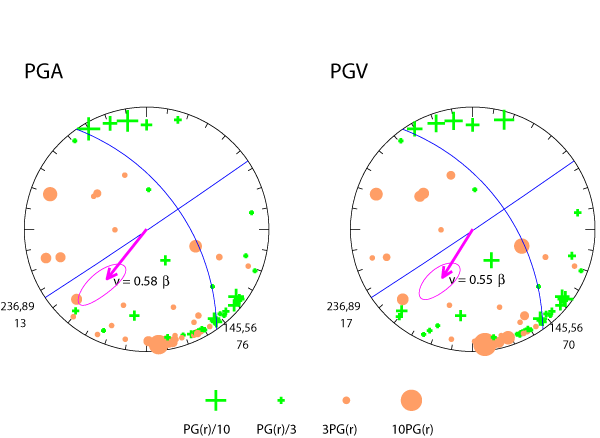 PGA
PGV
v = 0.58 β
v = 0.55 β
236,89
13
145,56
76
236,89
17
145,56
70
PG(r)/10
PG(r)/3
3PG(r)
10PG(r)